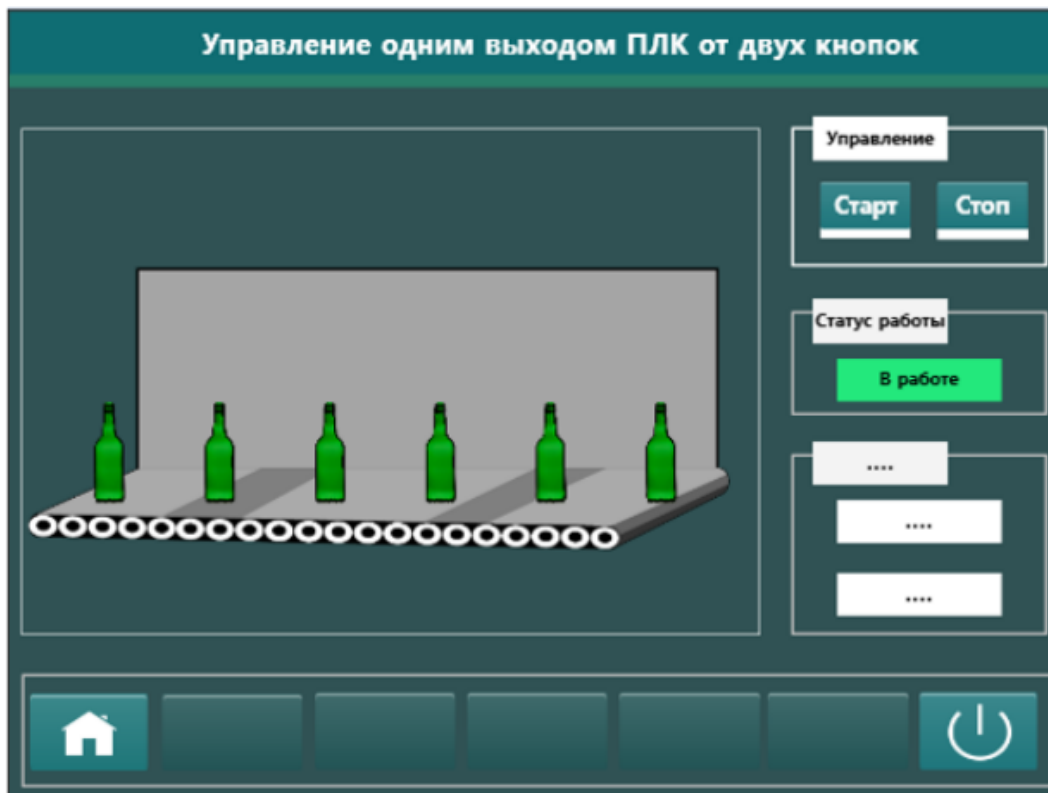 Управление одним выходом ПЛК от двух кнопок
Управление
Старт Стоп
Статус работы
В работе
....
....
....